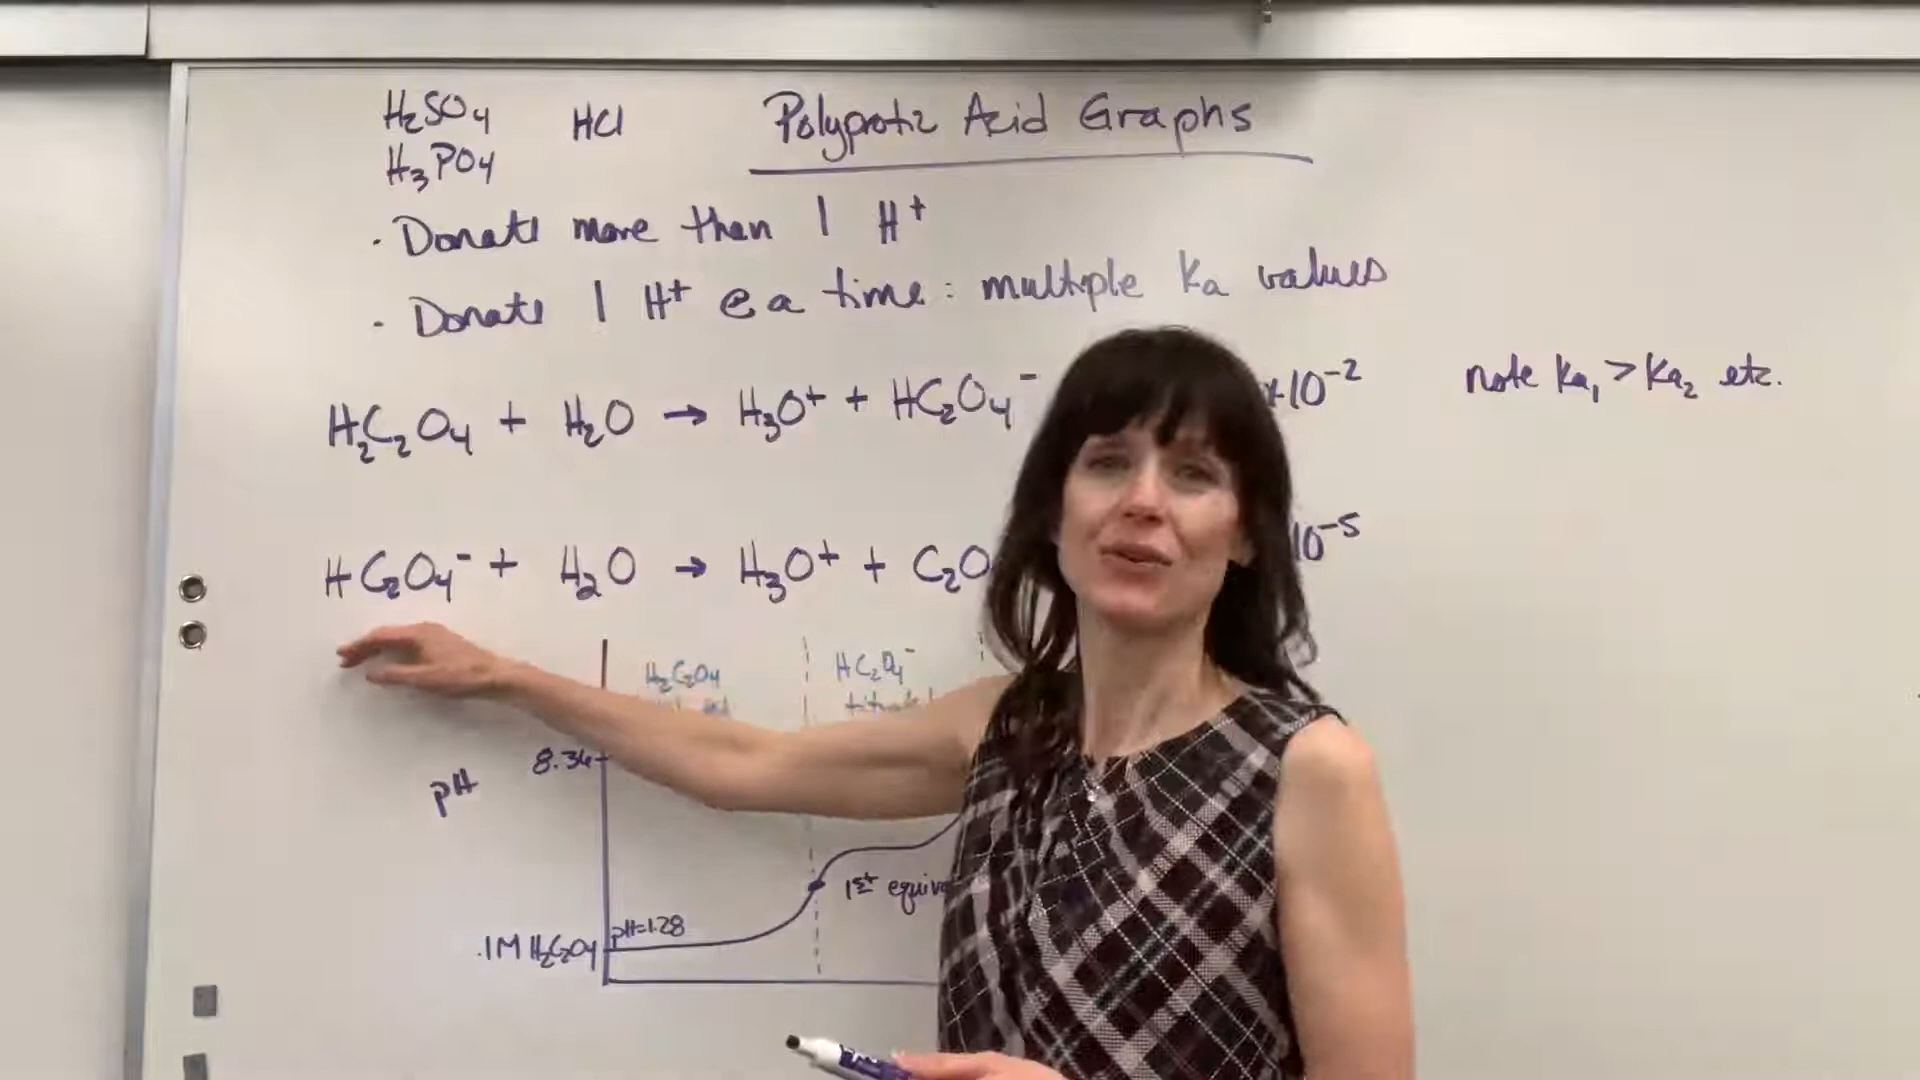 H₂SO₄ HCl Polyprotic Acid Graphs
H₃PO₄
· Donate more than 1 H⁺
· Donate 1 H⁺ @ a time: multiple Ka values
H₂C₂O₄ + H₂O → H₃O⁺ + HC₂O₄⁻ ×10⁻²
note Ka₁ > Ka₂ etc.
HC₂O₄⁻ + H₂O → H₃O⁺ + C₂O 10⁻⁵
H₂C₂O₄ HC₂O₄⁻
8.36
pH
1st equiv
pH=1.28
.1M H₂C₂O₄